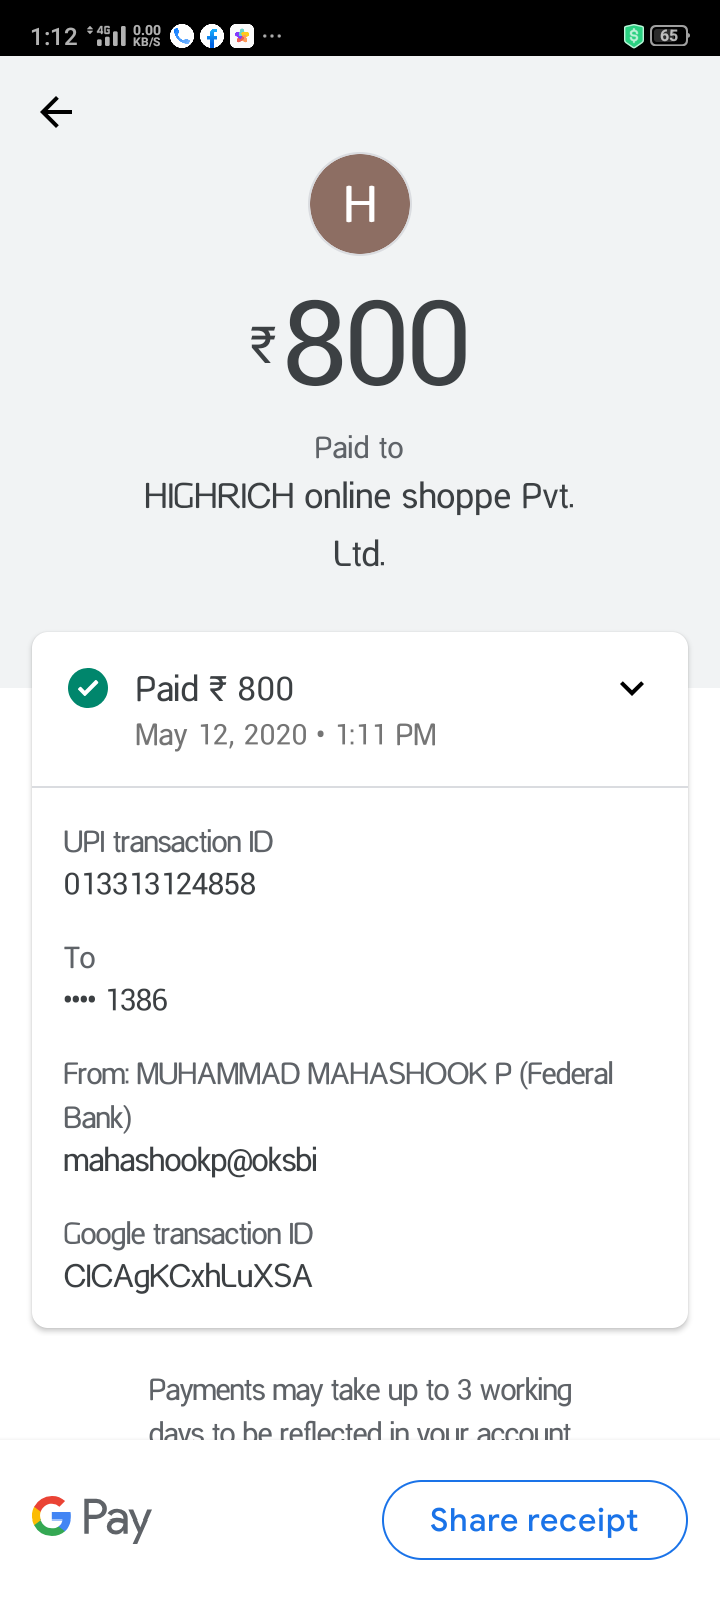 1:12 4G 0.00 KB/S 65
H
₹800
Paid to
HIGHRICH online shoppe Pvt.
Ltd.
Paid ₹ 800
May 12, 2020 • 1:11 PM
UPI transaction ID
013313124858
To
•••• 1386
From: MUHAMMAD MAHASHOOK P (Federal
Bank)
mahashookp@oksbi
Google transaction ID
CICAgKCxhLuXSA
Payments may take up to 3 working
days to be reflected in your account
G Pay
Share receipt